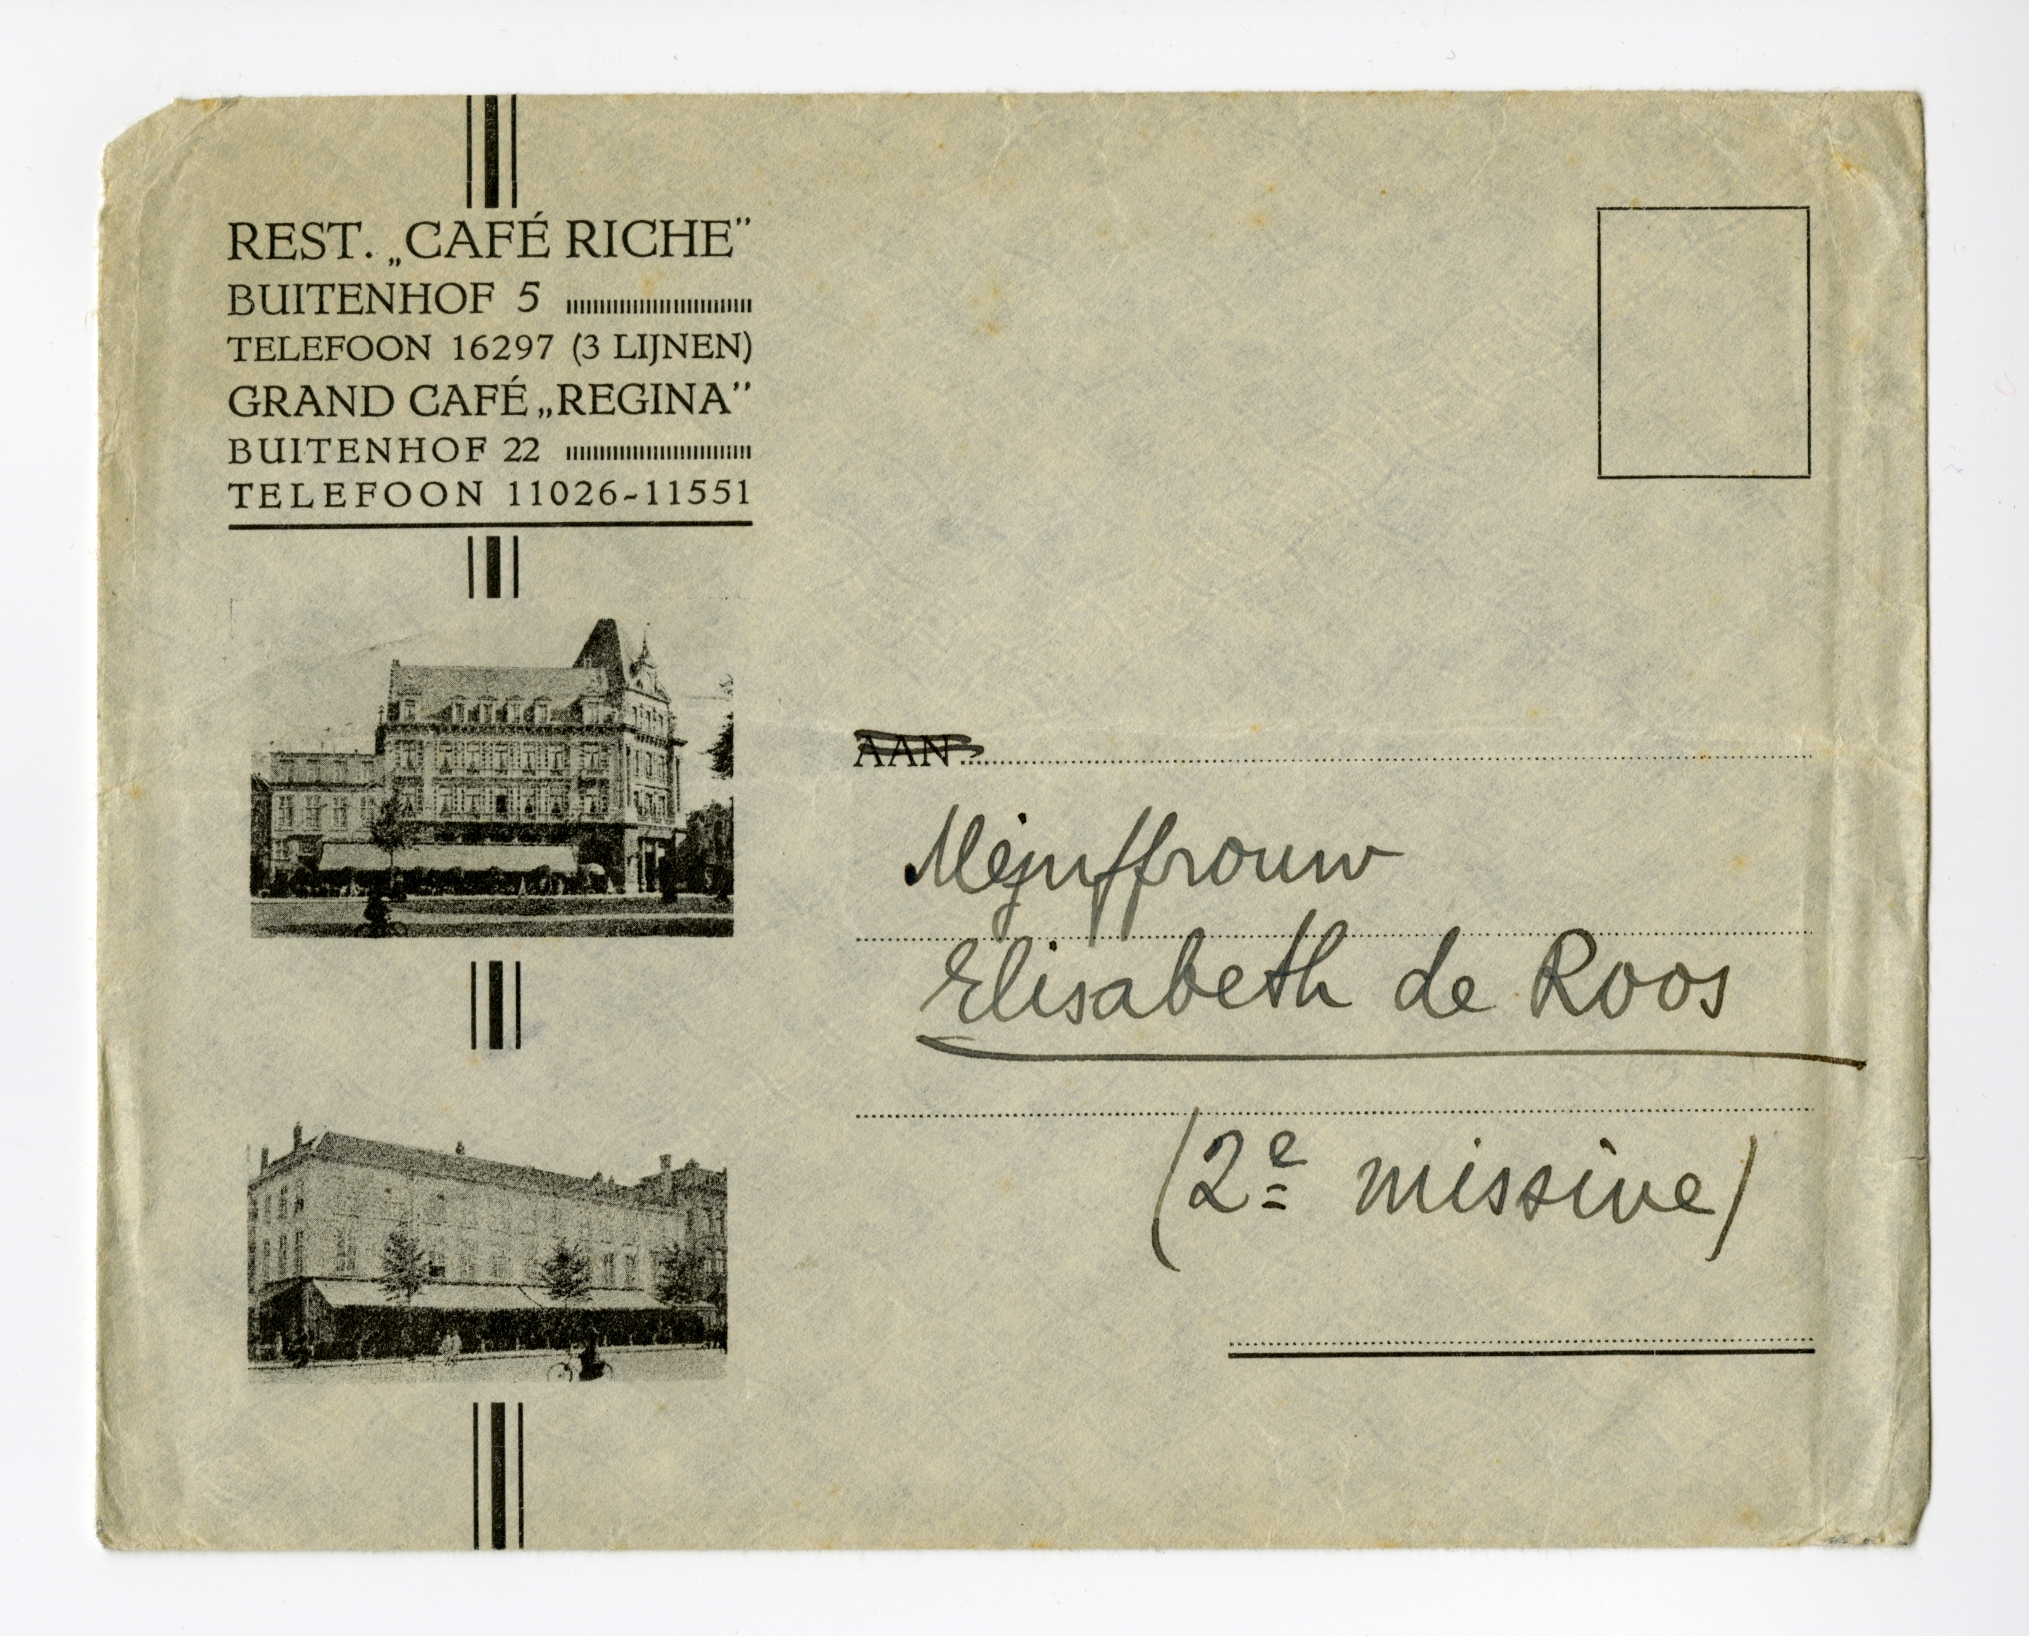 REST. „CAFÉ RICHE”
BUITENHOF 5
TELEFOON 16297 (3 LIJNEN)
GRAND CAFÉ „REGINA”
BUITENHOF 22
TELEFOON 11026-11551
AAN
Mejuffrouw
Elisabeth de Roos
(2e missive)